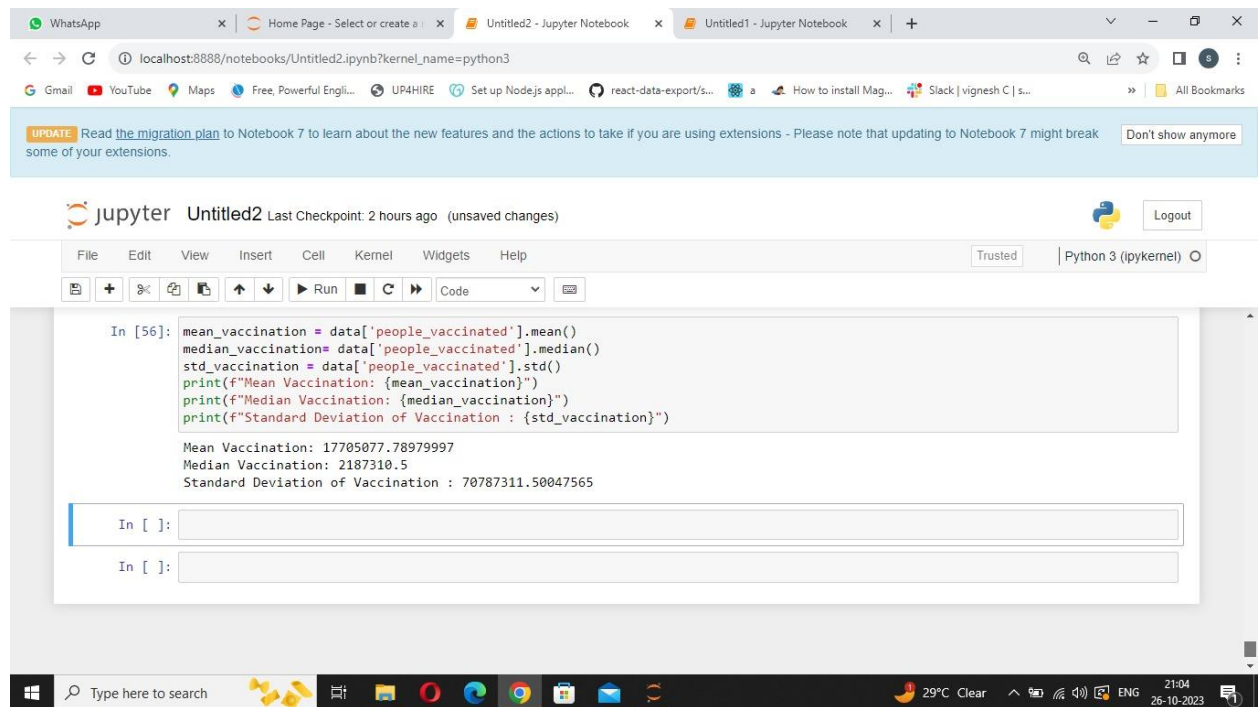 WhatsApp
Home Page - Select or create a
Untitled2 - Jupyter Notebook
Untitled1 - Jupyter Notebook
localhost:8888/notebooks/Untitled2.ipynb?kernel_name=python3
Gmail YouTube Maps Free, Powerful Engli... UP4HIRE Set up Node.js appl... react-data-export/s... a How to install Mag... Slack | vignesh C | s... » All Bookmarks
UPDATE Read the migration plan to Notebook 7 to learn about the new features and the actions to take if you are using extensions - Please note that updating to Notebook 7 might break
some of your extensions.
Don't show anymore
jupyter Untitled2 Last Checkpoint: 2 hours ago (unsaved changes)
Logout
File Edit View Insert Cell Kernel Widgets Help
Trusted Python 3 (ipykernel)
Run Code
In [56]: mean_vaccination = data['people_vaccinated'].mean()
median_vaccination= data['people_vaccinated'].median()
std_vaccination = data['people_vaccinated'].std()
print(f"Mean Vaccination: {mean_vaccination}")
print(f"Median Vaccination: {median_vaccination}")
print(f"Standard Deviation of Vaccination : {std_vaccination}")
Mean Vaccination: 17705077.78979997
Median Vaccination: 2187310.5
Standard Deviation of Vaccination : 70787311.50047565
In [ ]:
In [ ]:
Type here to search
29°C Clear
ENG
21:04
26-10-2023
1